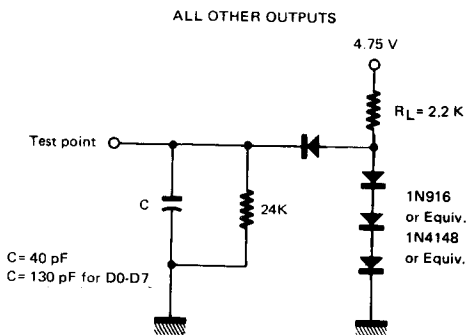 ALL OTHER OUTPUTS
4.75 V
RL = 2.2 K
Test point
C
24K
1N916
or Equiv.
1N4148
or Equiv.
C= 40 pF
C= 130 pF for D0-D7